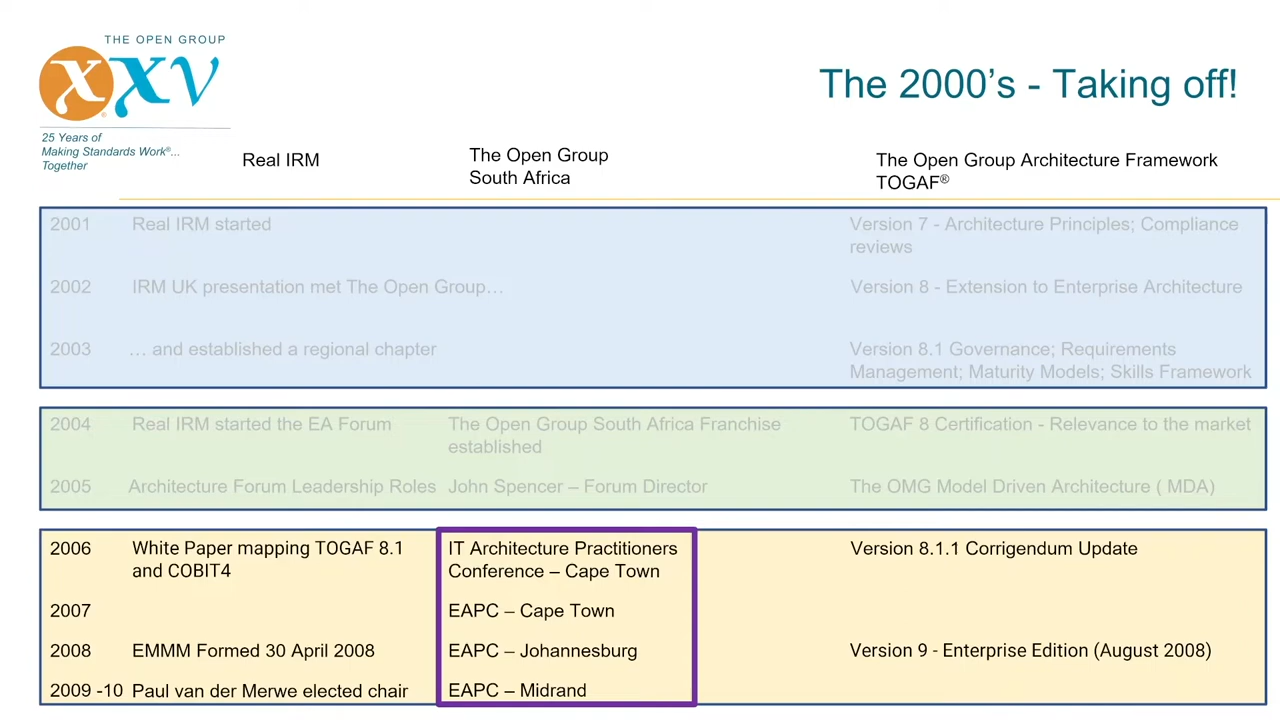 THE OPEN GROUP
XXV
25 Years of
Making Standards Work®...
Together
The 2000's - Taking off!
Real IRM
The Open Group
South Africa
The Open Group Architecture Framework
TOGAF®
2001 Real IRM started Version 7 - Architecture Principles; Compliance
reviews
2002 IRM UK presentation met The Open Group… Version 8 - Extension to Enterprise Architecture
2003 … and established a regional chapter Version 8.1 Governance; Requirements
Management; Maturity Models; Skills Framework
2004 Real IRM started the EA Forum The Open Group South Africa Franchise TOGAF 8 Certification - Relevance to the market
established
2005 Architecture Forum Leadership Roles John Spencer – Forum Director The OMG Model Driven Architecture ( MDA)
2006 White Paper mapping TOGAF 8.1 IT Architecture Practitioners Version 8.1.1 Corrigendum Update
and COBIT4 Conference – Cape Town
2007 EAPC – Cape Town
2008 EMMM Formed 30 April 2008 EAPC – Johannesburg Version 9 - Enterprise Edition (August 2008)
2009 -10 Paul van der Merwe elected chair EAPC – Midrand